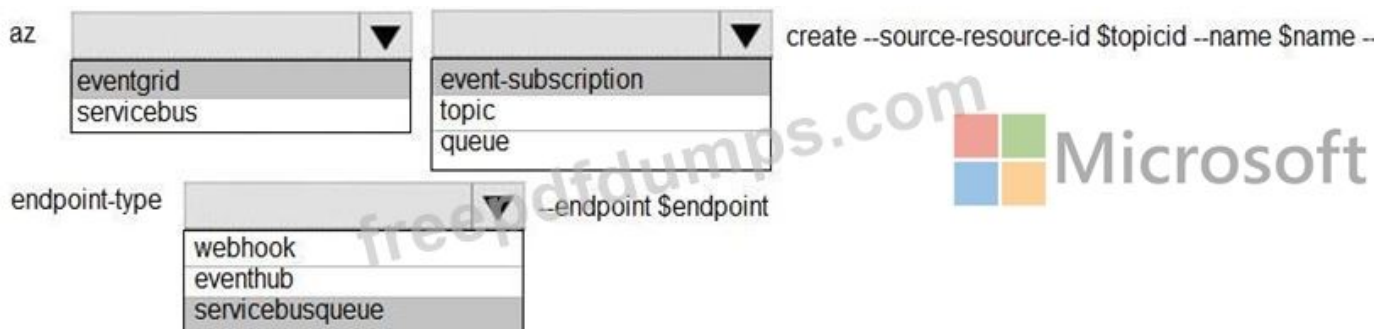 az
eventgrid
servicebus
event-subscription
topic
queue
create --source-resource-id $topicid --name $name --
Microsoft
freepdfdumps.com
endpoint-type
--endpoint $endpoint
webhook
eventhub
servicebusqueue